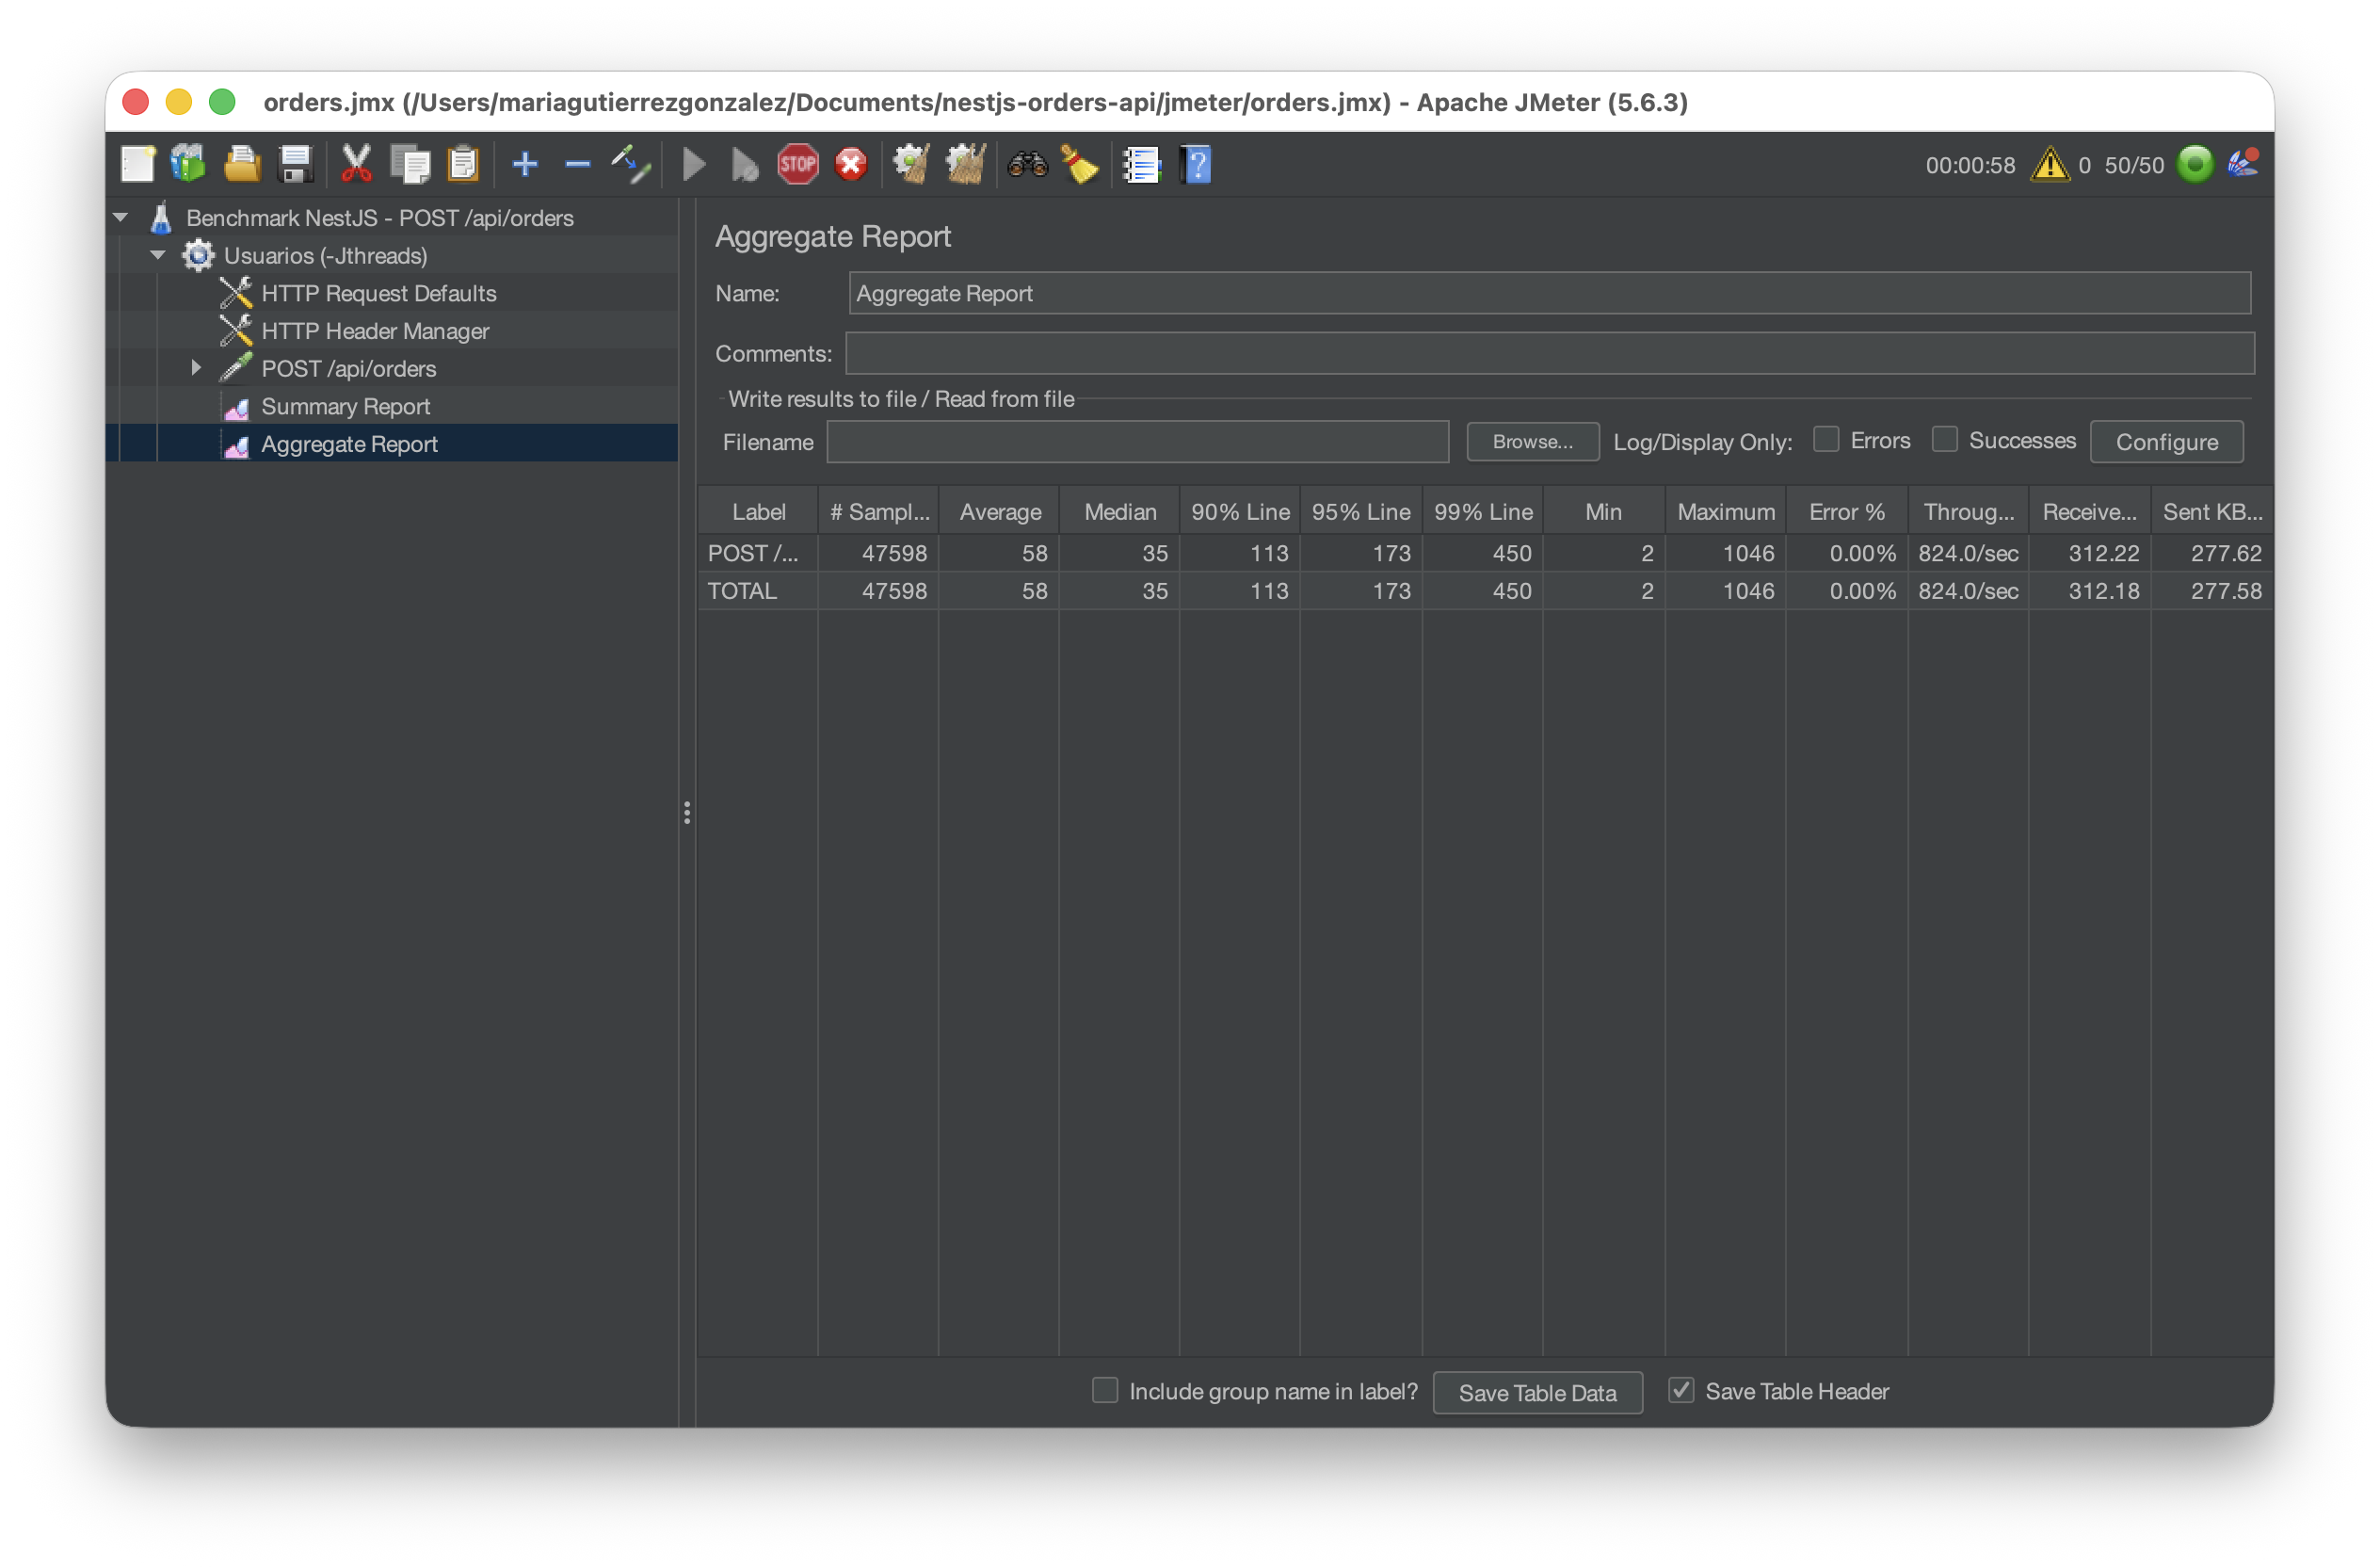 orders.jmx (/Users/mariagutierrezgonzalez/Documents/nestjs-orders-api/jmeter/orders.jmx) - Apache JMeter (5.6.3)
STOP
00:00:58 0 50/50
Benchmark NestJS - POST /api/orders
Usuarios (-Jthreads)
HTTP Request Defaults
HTTP Header Manager
POST /api/orders
Summary Report
Aggregate Report
Aggregate Report
Name: Aggregate Report
Comments:
Write results to file / Read from file
Filename Browse... Log/Display Only: Errors Successes Configure
Label # Sampl... Average Median 90% Line 95% Line 99% Line Min Maximum Error % Throug... Receive... Sent KB...
POST /... 47598 58 35 113 173 450 2 1046 0.00% 824.0/sec 312.22 277.62
TOTAL 47598 58 35 113 173 450 2 1046 0.00% 824.0/sec 312.18 277.58
Include group name in label? Save Table Data Save Table Header